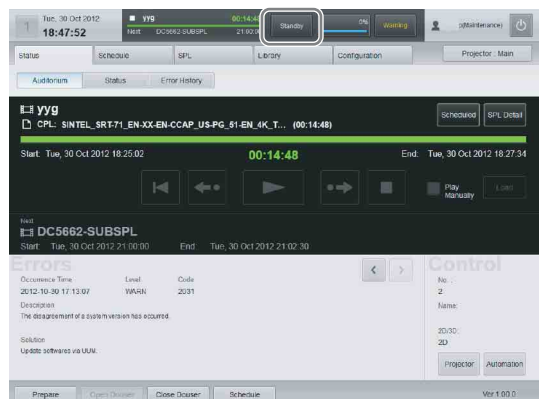 1
Tue, 30 Oct 2012
18:47:52
yyg
00:14:48
Next DC5662-SUBSPL 21:00:00
Standby
0%
Warning
(Maintenance)
Status
Schedule
SPL
Library
Configuration
Projector : Main
Auditorium
Status
Error History
yyg
CPL: SINTEL_SRT-71_EN-XX-EN-CCAP_US-PG_51-EN_4K_T... (00:14:48)
Scheduled
SPL Detail
Start: Tue, 30 Oct 2012 18:25:02
00:14:48
End: Tue, 30 Oct 2012 18:27:34
Play
Manually
Load
Next
DC5662-SUBSPL
Start: Tue, 30 Oct 2012 21:00:00 End: Tue, 30 Oct 2012 21:02:30
Errors
Occurrence Time Level Code
2012-10-30 17:13:07 WARN 2031
Description
The disagreement of a system version has occurred.
Solution
Update softwares via UUM.
Control
No. :
2
Name:
2D/3D:
2D
Projector
Automation
Prepare
Open Douser
Close Douser
Schedule
Ver 1.00.0